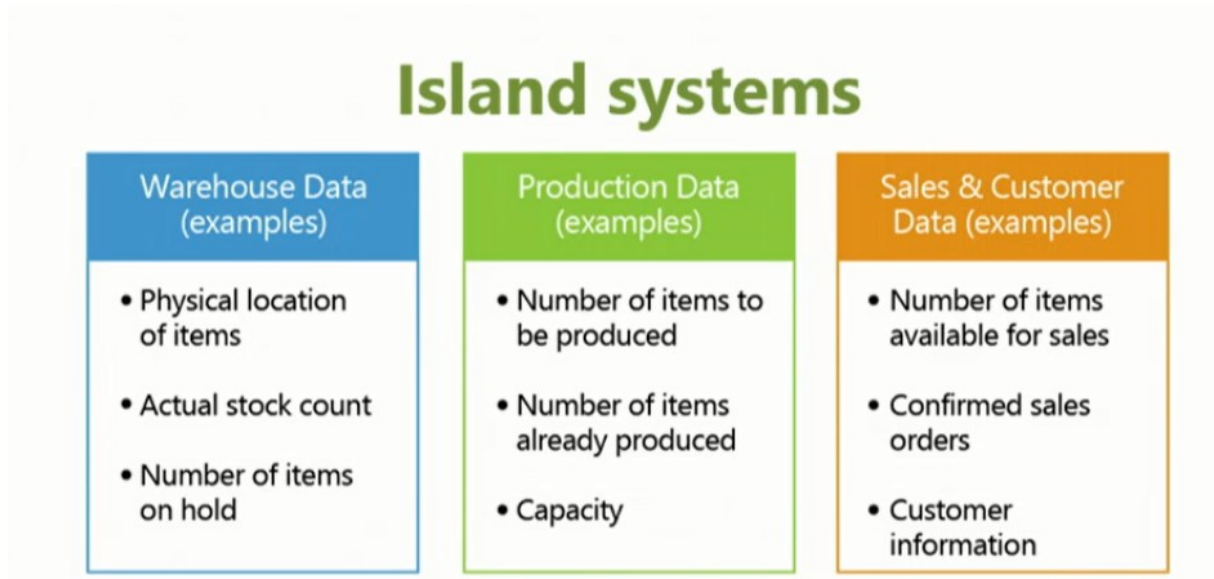 Island systems
Warehouse Data
(examples)
• Physical location
of items
• Actual stock count
• Number of items
on hold
Production Data
(examples)
• Number of items to
be produced
• Number of items
already produced
• Capacity
Sales & Customer
Data (examples)
• Number of items
available for sales
• Confirmed sales
orders
• Customer
information